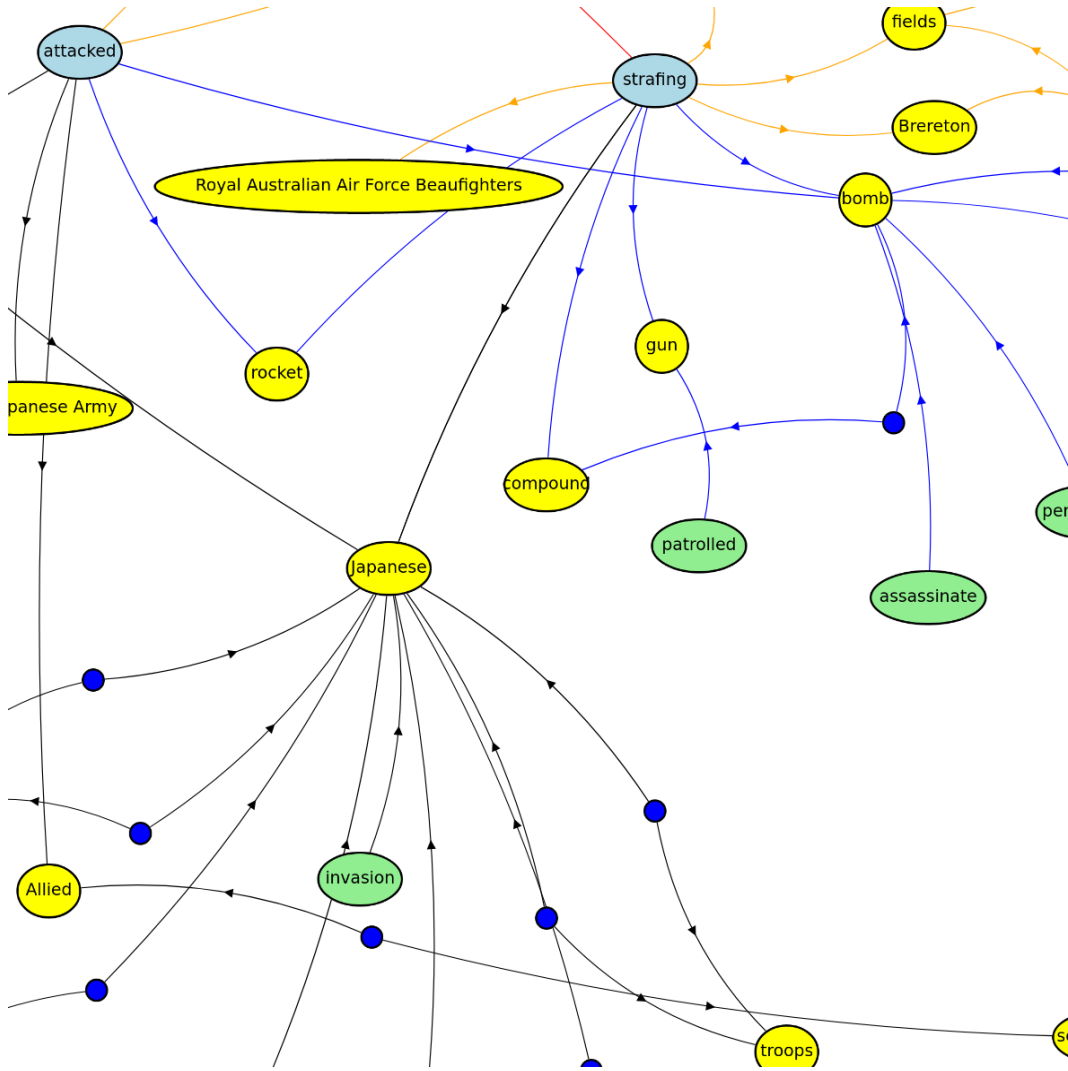 fields
attacked
strafing
Brereton
Royal Australian Air Force Beaufighters
bomb
gun
rocket
panese Army
compound
patrolled
per
Japanese
assassinate
invasion
Allied
troops